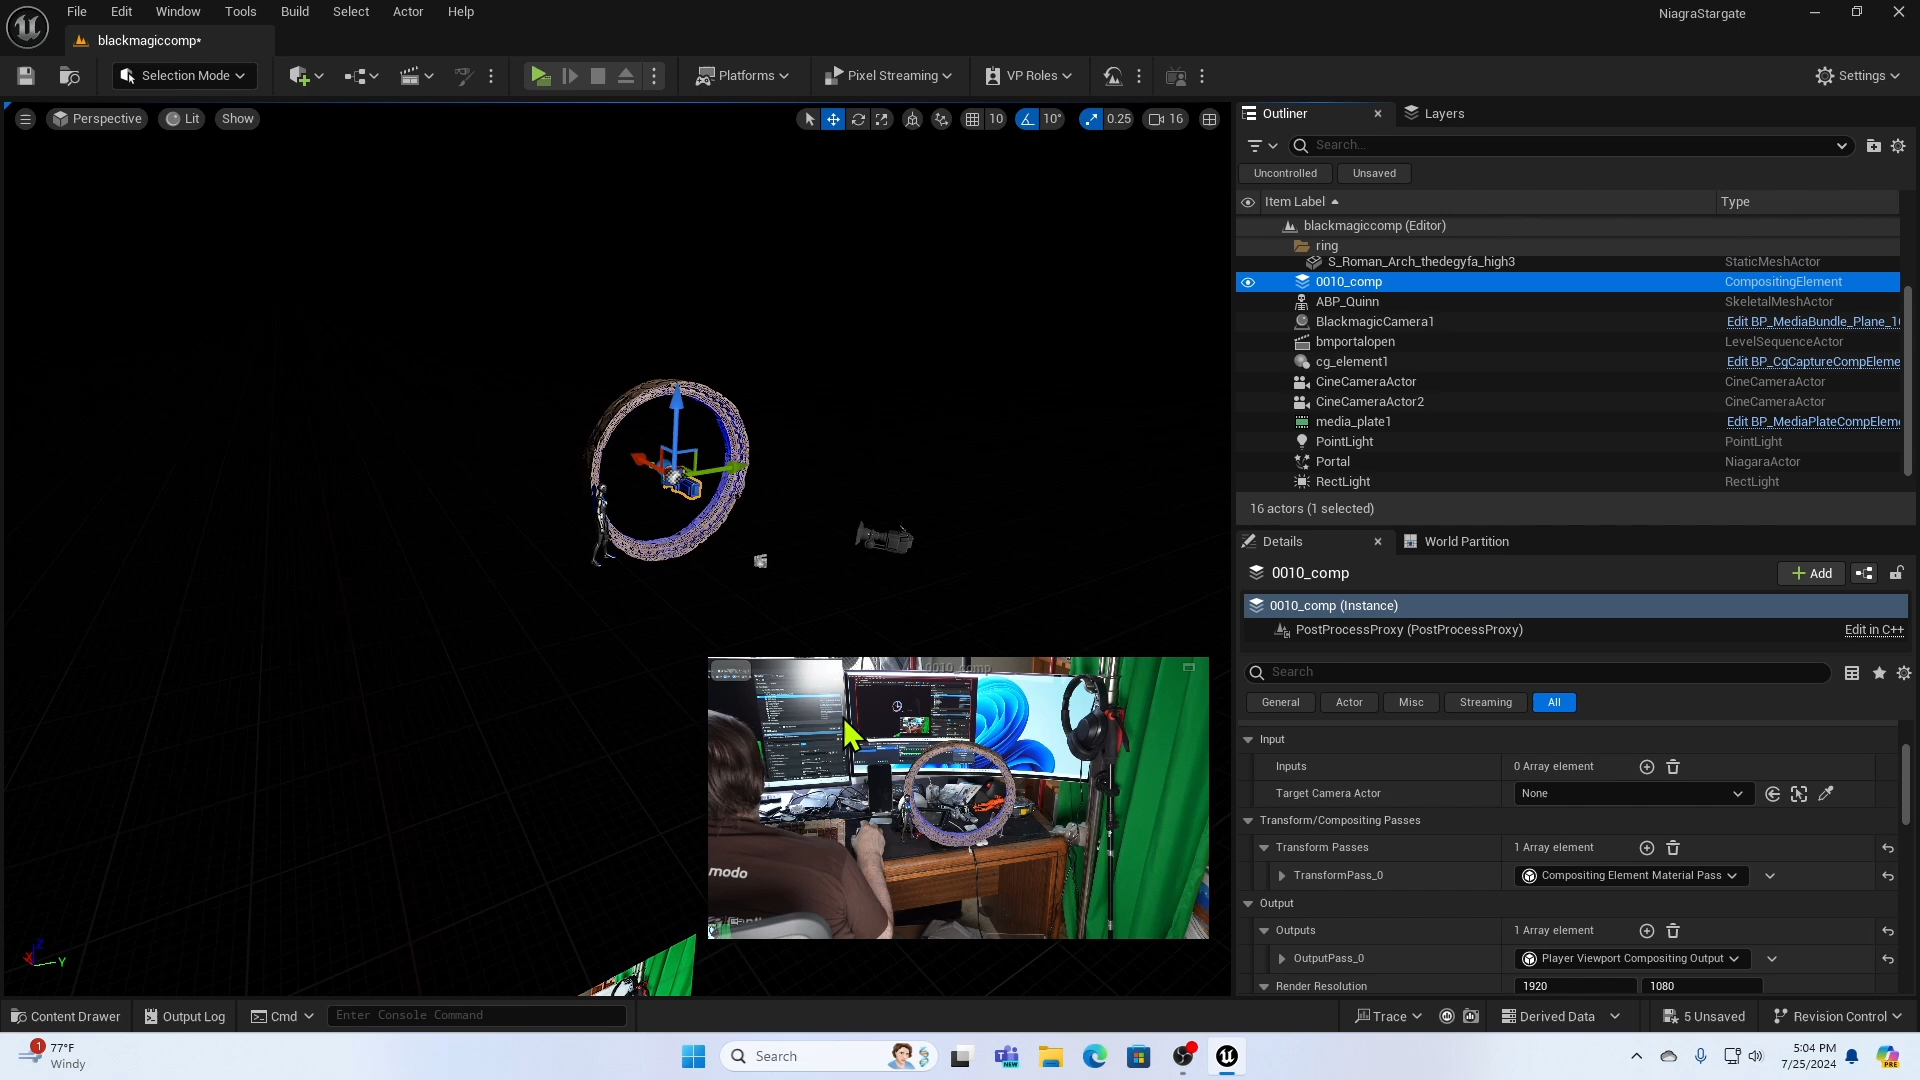 File Edit Window Tools Build Select Actor Help
NiagraStargate
blackmagiccomp*
Selection Mode
Platforms
Pixel Streaming
VP Roles
Settings
Perspective Lit Show
10 10° 0.25 16
Outliner Layers
Search...
Uncontrolled Unsaved
Item Label Type
blackmagiccomp (Editor)
ring
S_Roman_Arch_thedegyfa_high3 StaticMeshActor
0010_comp CompositingElement
ABP_Quinn SkeletalMeshActor
BlackmagicCamera1 Edit BP_MediaBundle_Plane_1
bmportalopen LevelSequenceActor
cg_element1 Edit BP_CgCaptureCompEleme
CineCameraActor CineCameraActor
CineCameraActor2 CineCameraActor
media_plate1 Edit BP_MediaPlateCompElem
PointLight PointLight
Portal NiagaraActor
RectLight RectLight
16 actors (1 selected)
Details World Partition
0010_comp Add
0010_comp (Instance)
PostProcessProxy (PostProcessProxy) Edit in C++
Search
General Actor Misc Streaming All
Input
Inputs 0 Array element
Target Camera Actor None
Transform/Compositing Passes
Transform Passes 1 Array element
TransformPass_0 Compositing Element Material Pass
Output
Outputs 1 Array element
OutputPass_0 Player Viewport Compositing Output
Render Resolution 1920 1080
0010_comp
modo
Z X Y
Content Drawer Output Log Cmd Enter Console Command
Trace Derived Data 5 Unsaved Revision Control
1 77°F
Windy
Search
NEW
5:04 PM
7/25/2024
PRE